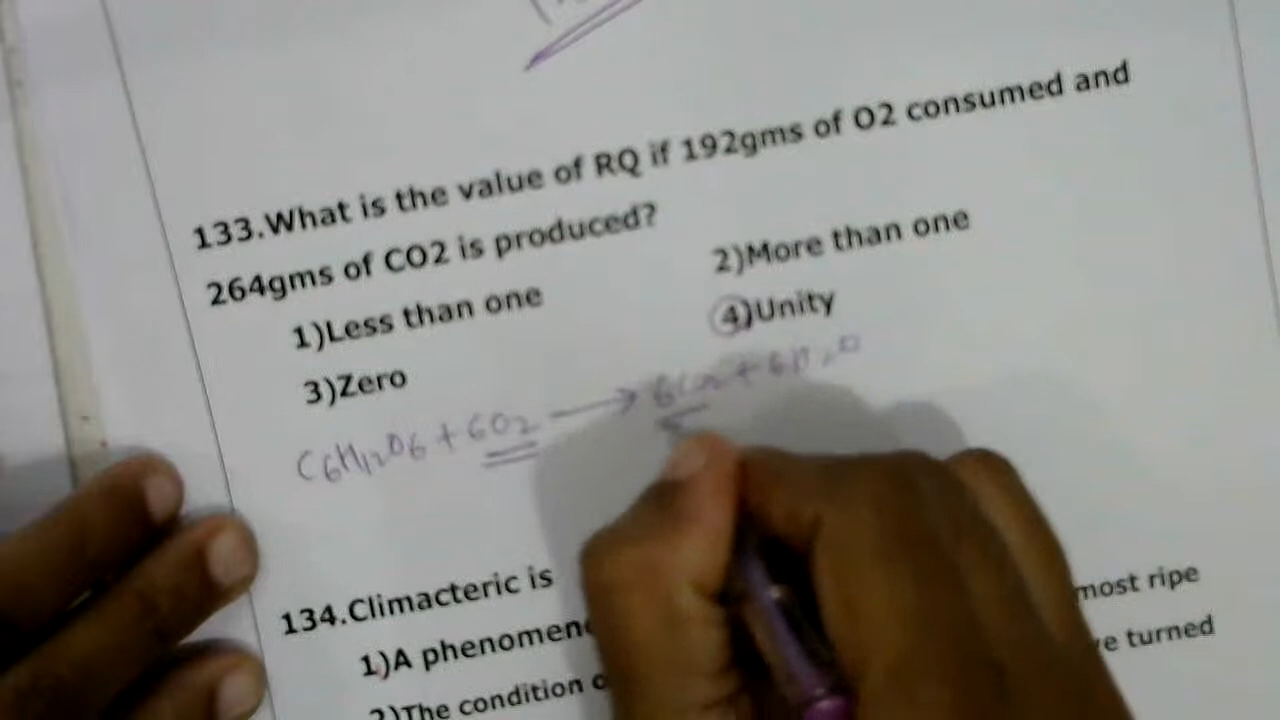 133.What is the value of RQ if 192gms of O2 consumed and
264gms of CO2 is produced?
1)Less than one 2)More than one
3)Zero 4)Unity
C6H12O6 + 6O2 → 6CO2 + 6H2O
134.Climacteric is
1)A phenomen most ripe
2)The condition turned